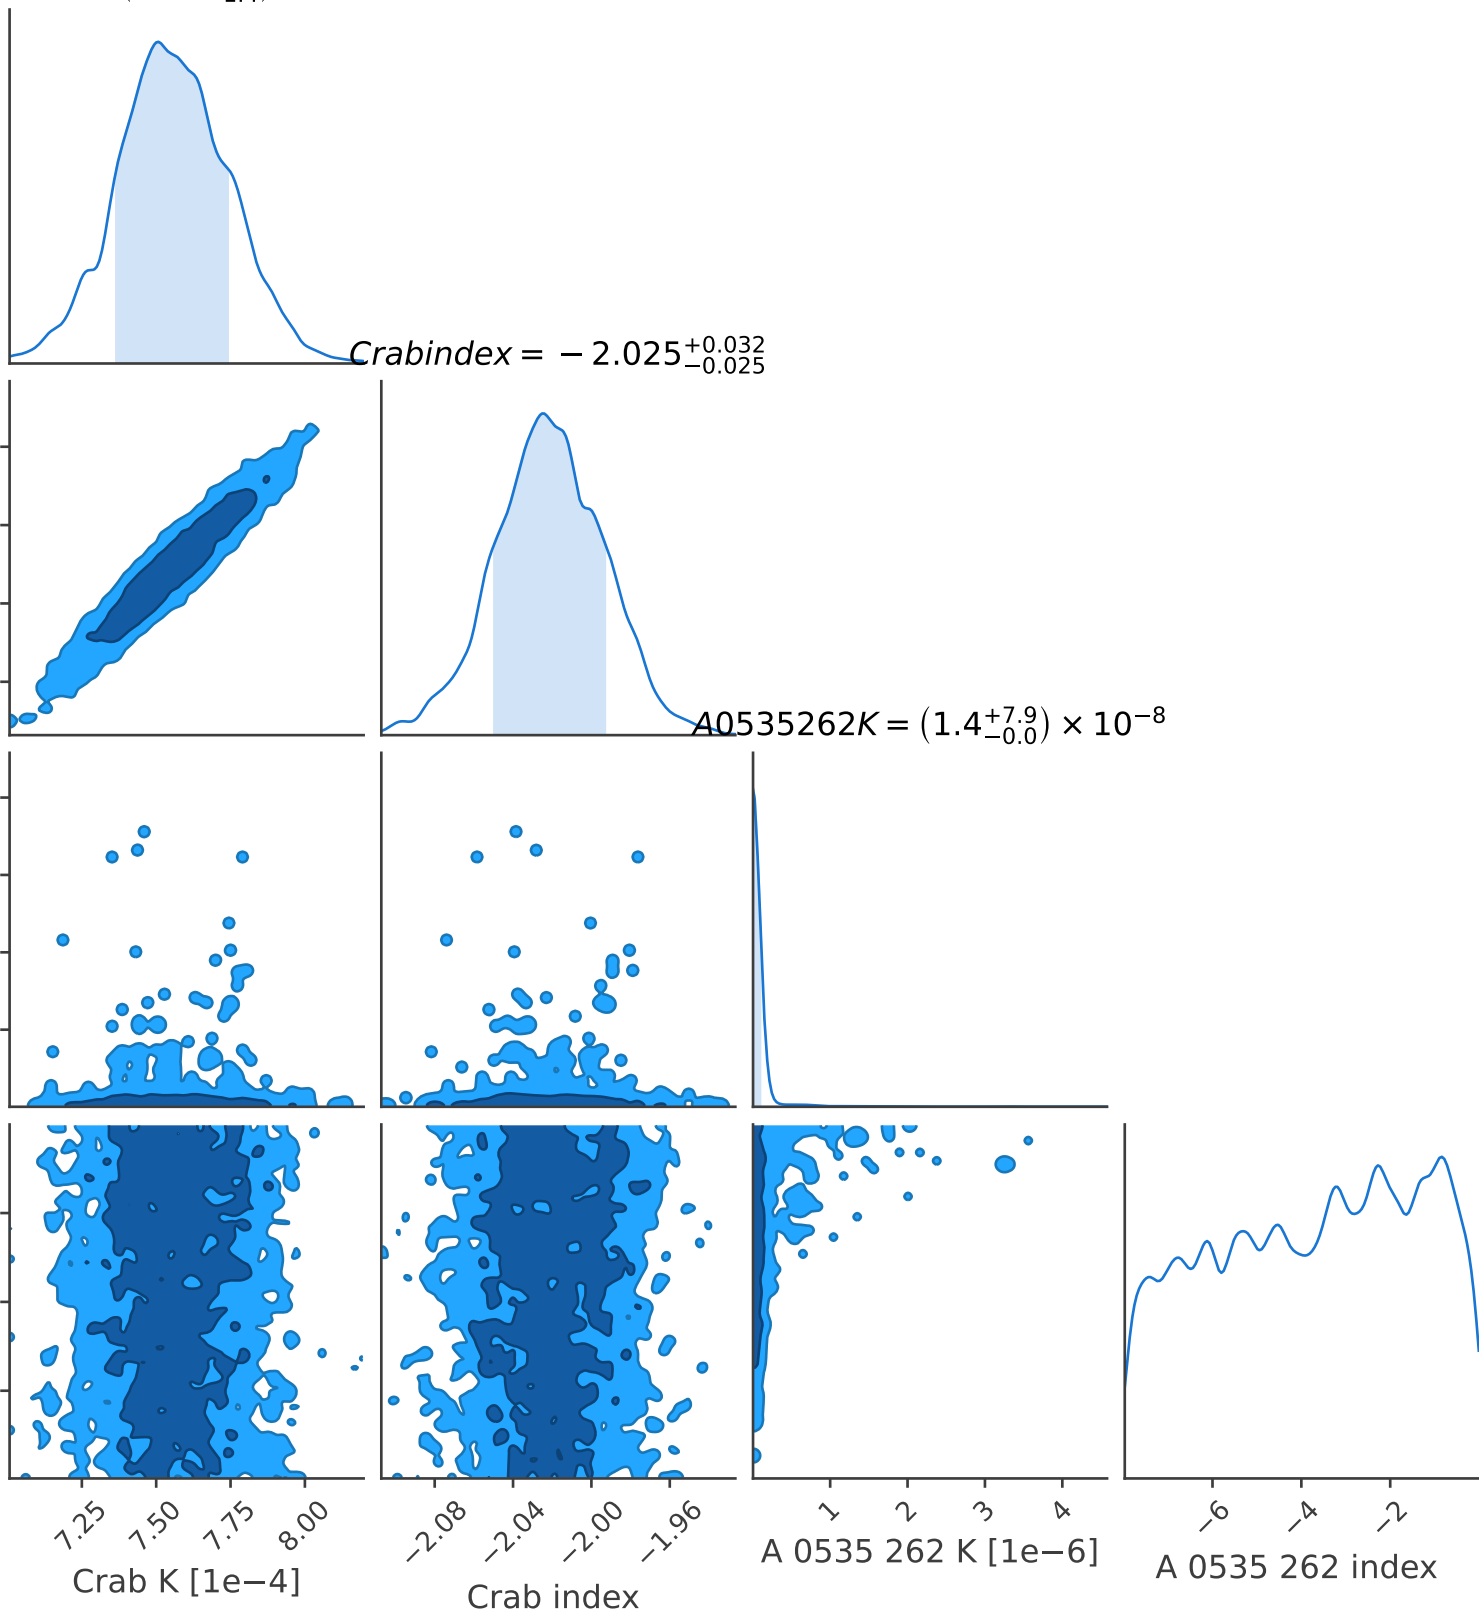 Crabindex = −2.025 +0.032 −0.025
A0535262K = (1.4 +7.9 −0.0) × 10−8
7.25 7.50 7.75 8.00
−2.08 −2.04 −2.00 −1.96
1 2 3 4
−6 −4 −2
Crab K [1e−4]
Crab index
A 0535 262 K [1e−6]
A 0535 262 index